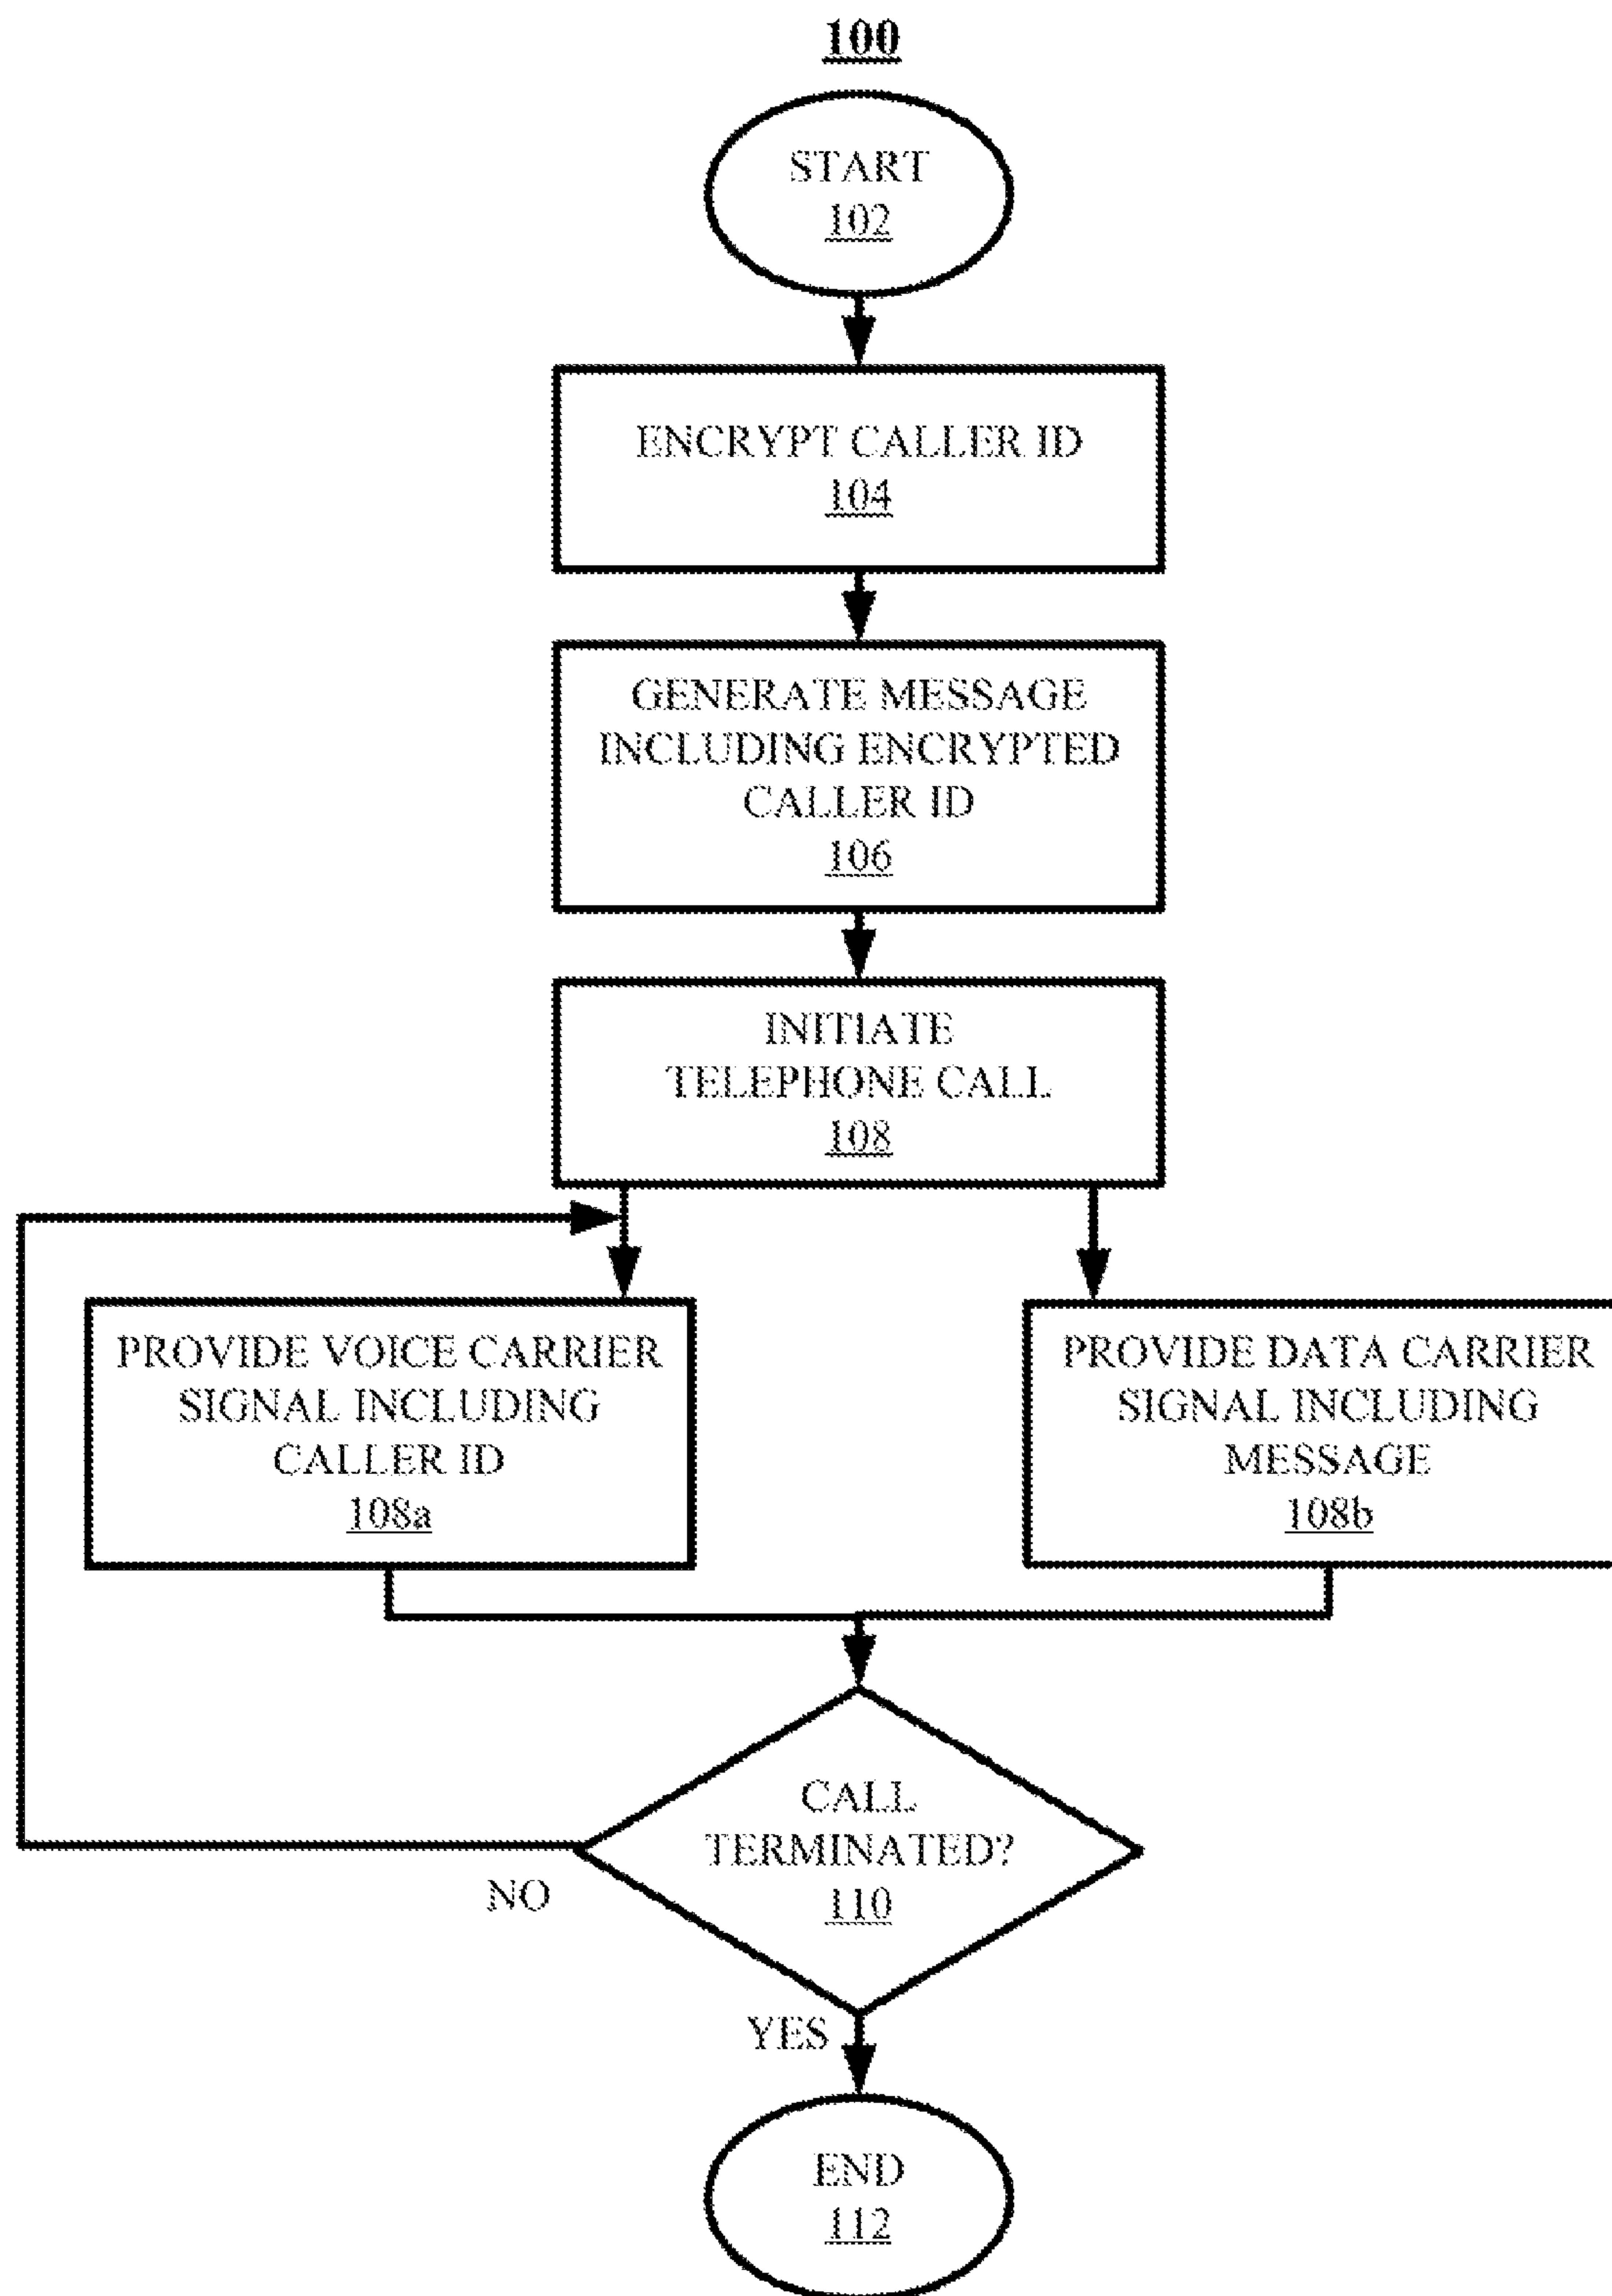 100
START
102
ENCRYPT CALLER ID
104
GENERATE MESSAGE
INCLUDING ENCRYPTED
CALLER ID
106
INITIATE
TELEPHONE CALL
108
PROVIDE VOICE CARRIER
SIGNAL INCLUDING
CALLER ID
108a
PROVIDE DATA CARRIER
SIGNAL INCLUDING
MESSAGE
108b
CALL
TERMINATED?
110
NO
YES
END
112